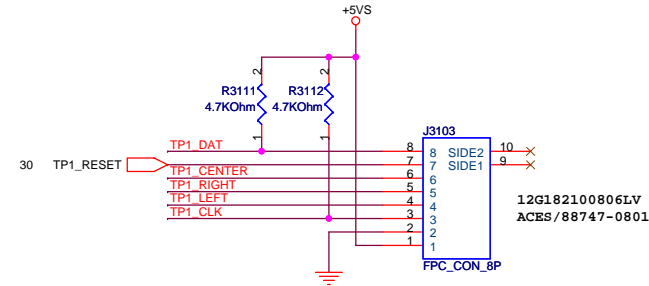 +5VS
2
2
R3111
R3112
4.7KOhm
4.7KOhm
1
1
J3103
TP1_DAT
8
8
SIDE2
10
30
TP1_RESET
7
7
SIDE1
9
TP1_CENTER
6
6
TP1_RIGHT
5
5
TP1_LEFT
4
4
TP1_CLK
3
3
2
2
1
1
12G182100806LV
ACES/88747-0801
FPC_CON_8P